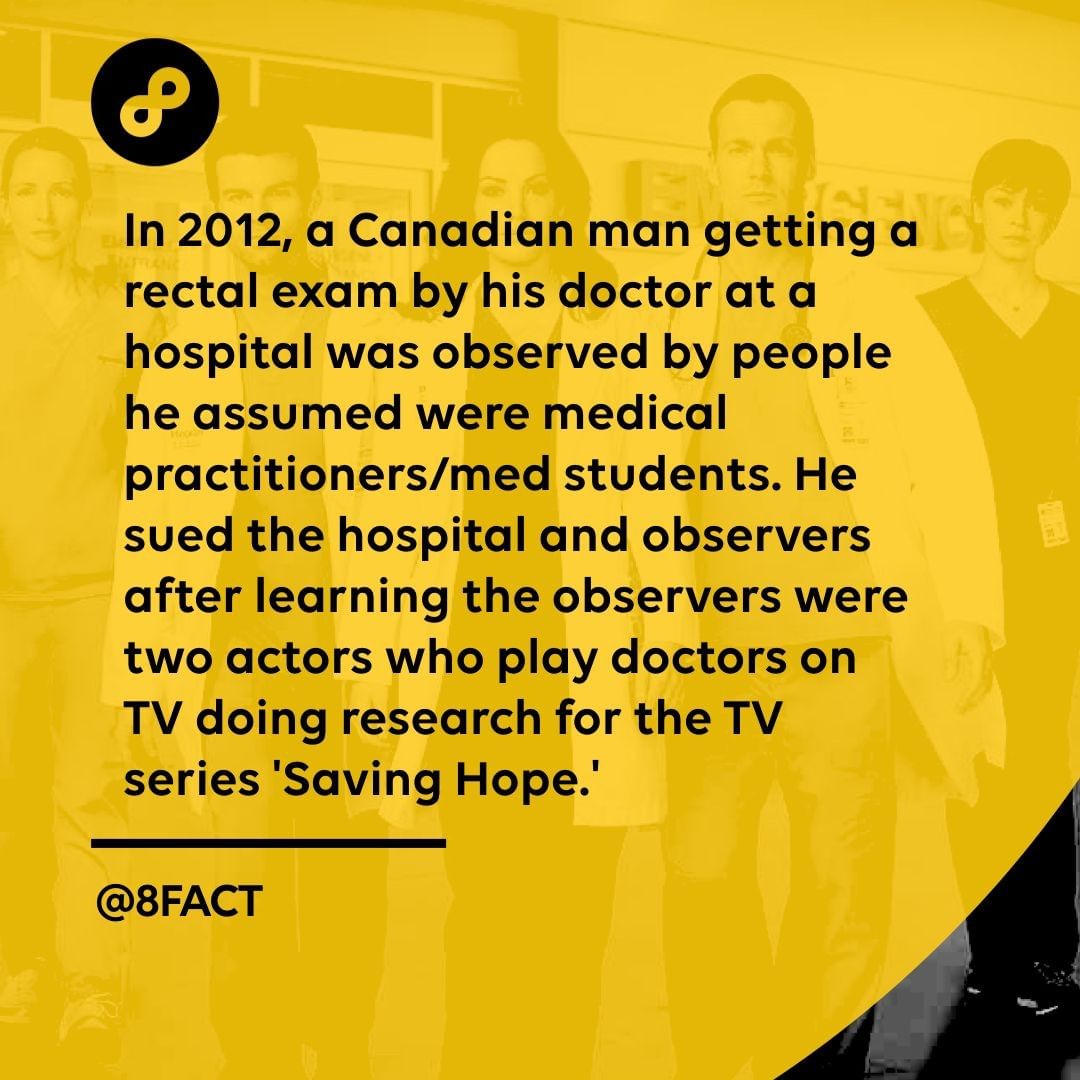 In 2012, a Canadian man getting a
rectal exam by his doctor at a
hospital was observed by people
he assumed were medical
practitioners/med students. He
sued the hospital and observers
after learning the observers were
two actors who play doctors on
TV doing research for the TV
series 'Saving Hope.'
@8FACT